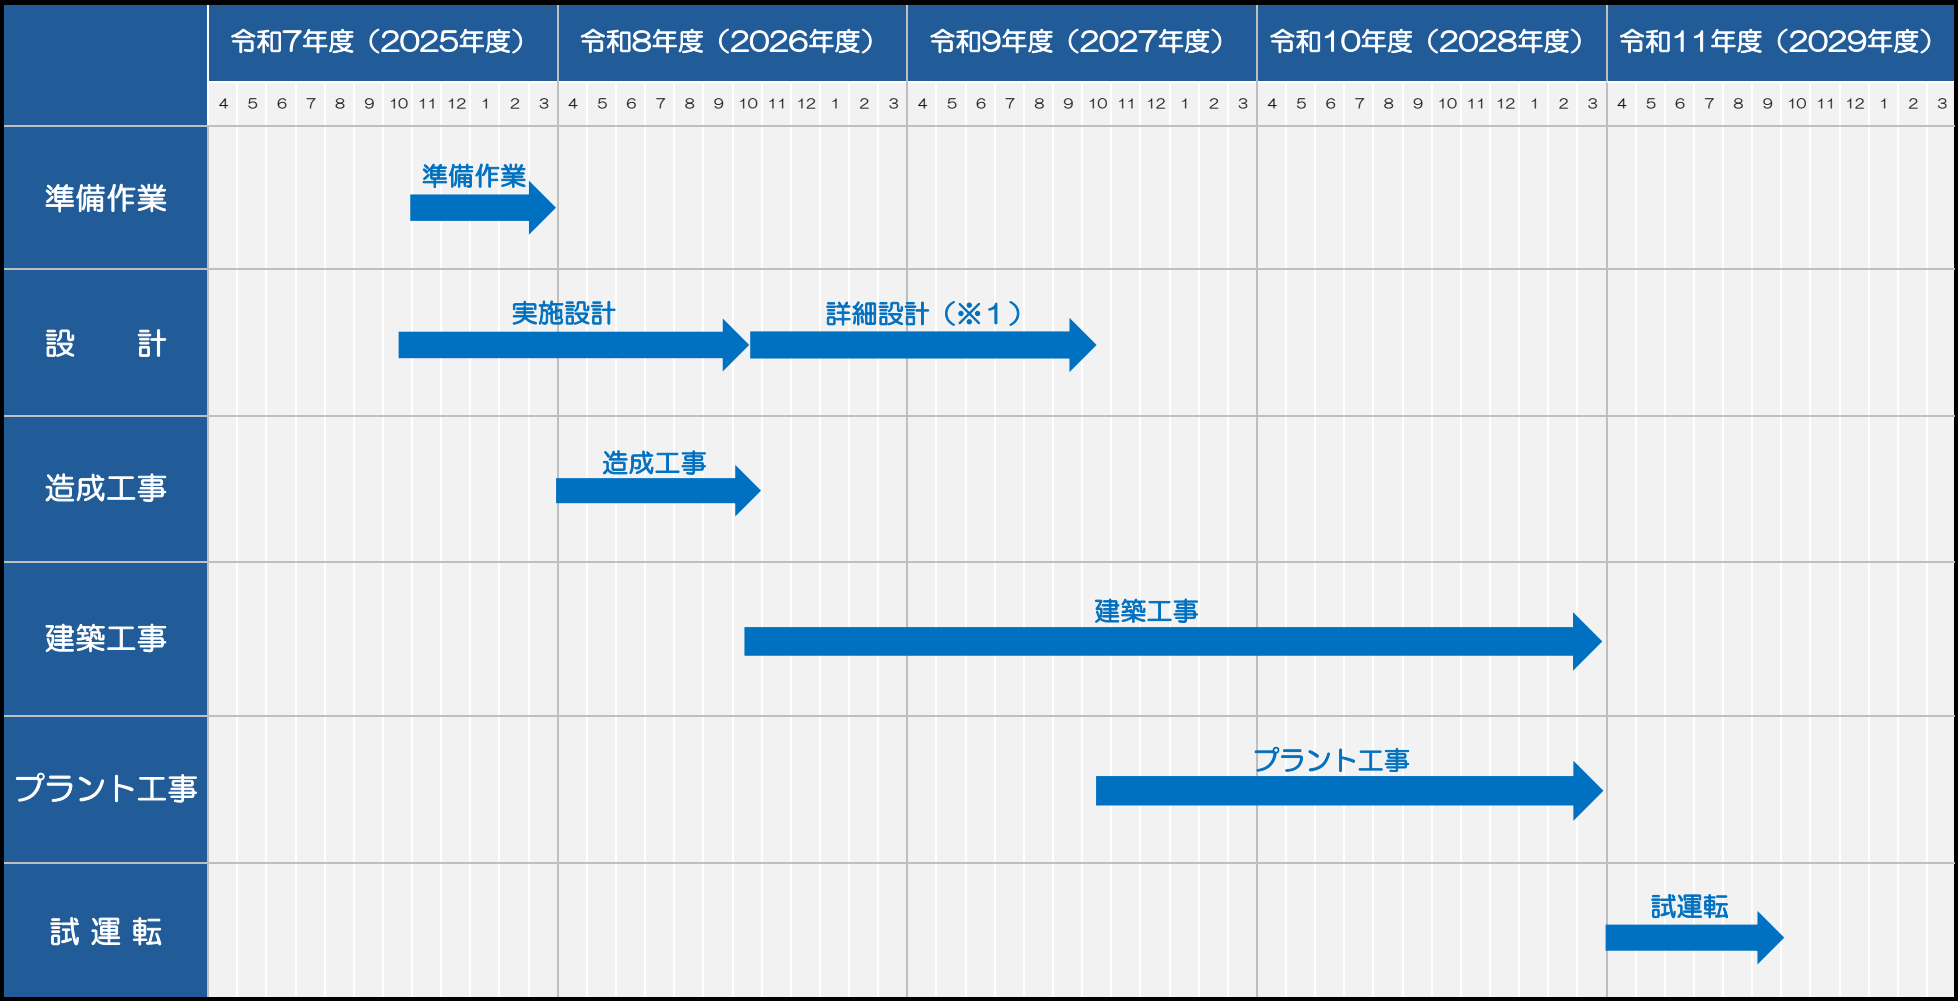 令和7年度（2025年度） 令和8年度（2026年度） 令和9年度（2027年度） 令和10年度（2028年度） 令和11年度（2029年度）
4 5 6 7 8 9 10 11 12 1 2 3 4 5 6 7 8 9 10 11 12 1 2 3 4 5 6 7 8 9 10 11 12 1 2 3 4 5 6 7 8 9 10 11 12 1 2 3 4 5 6 7 8 9 10 11 12 1 2 3
準備作業
準備作業
設　　計
実施設計 詳細設計（※１）
造成工事
造成工事
建築工事
建築工事
プラント工事
プラント工事
試 運 転
試運転